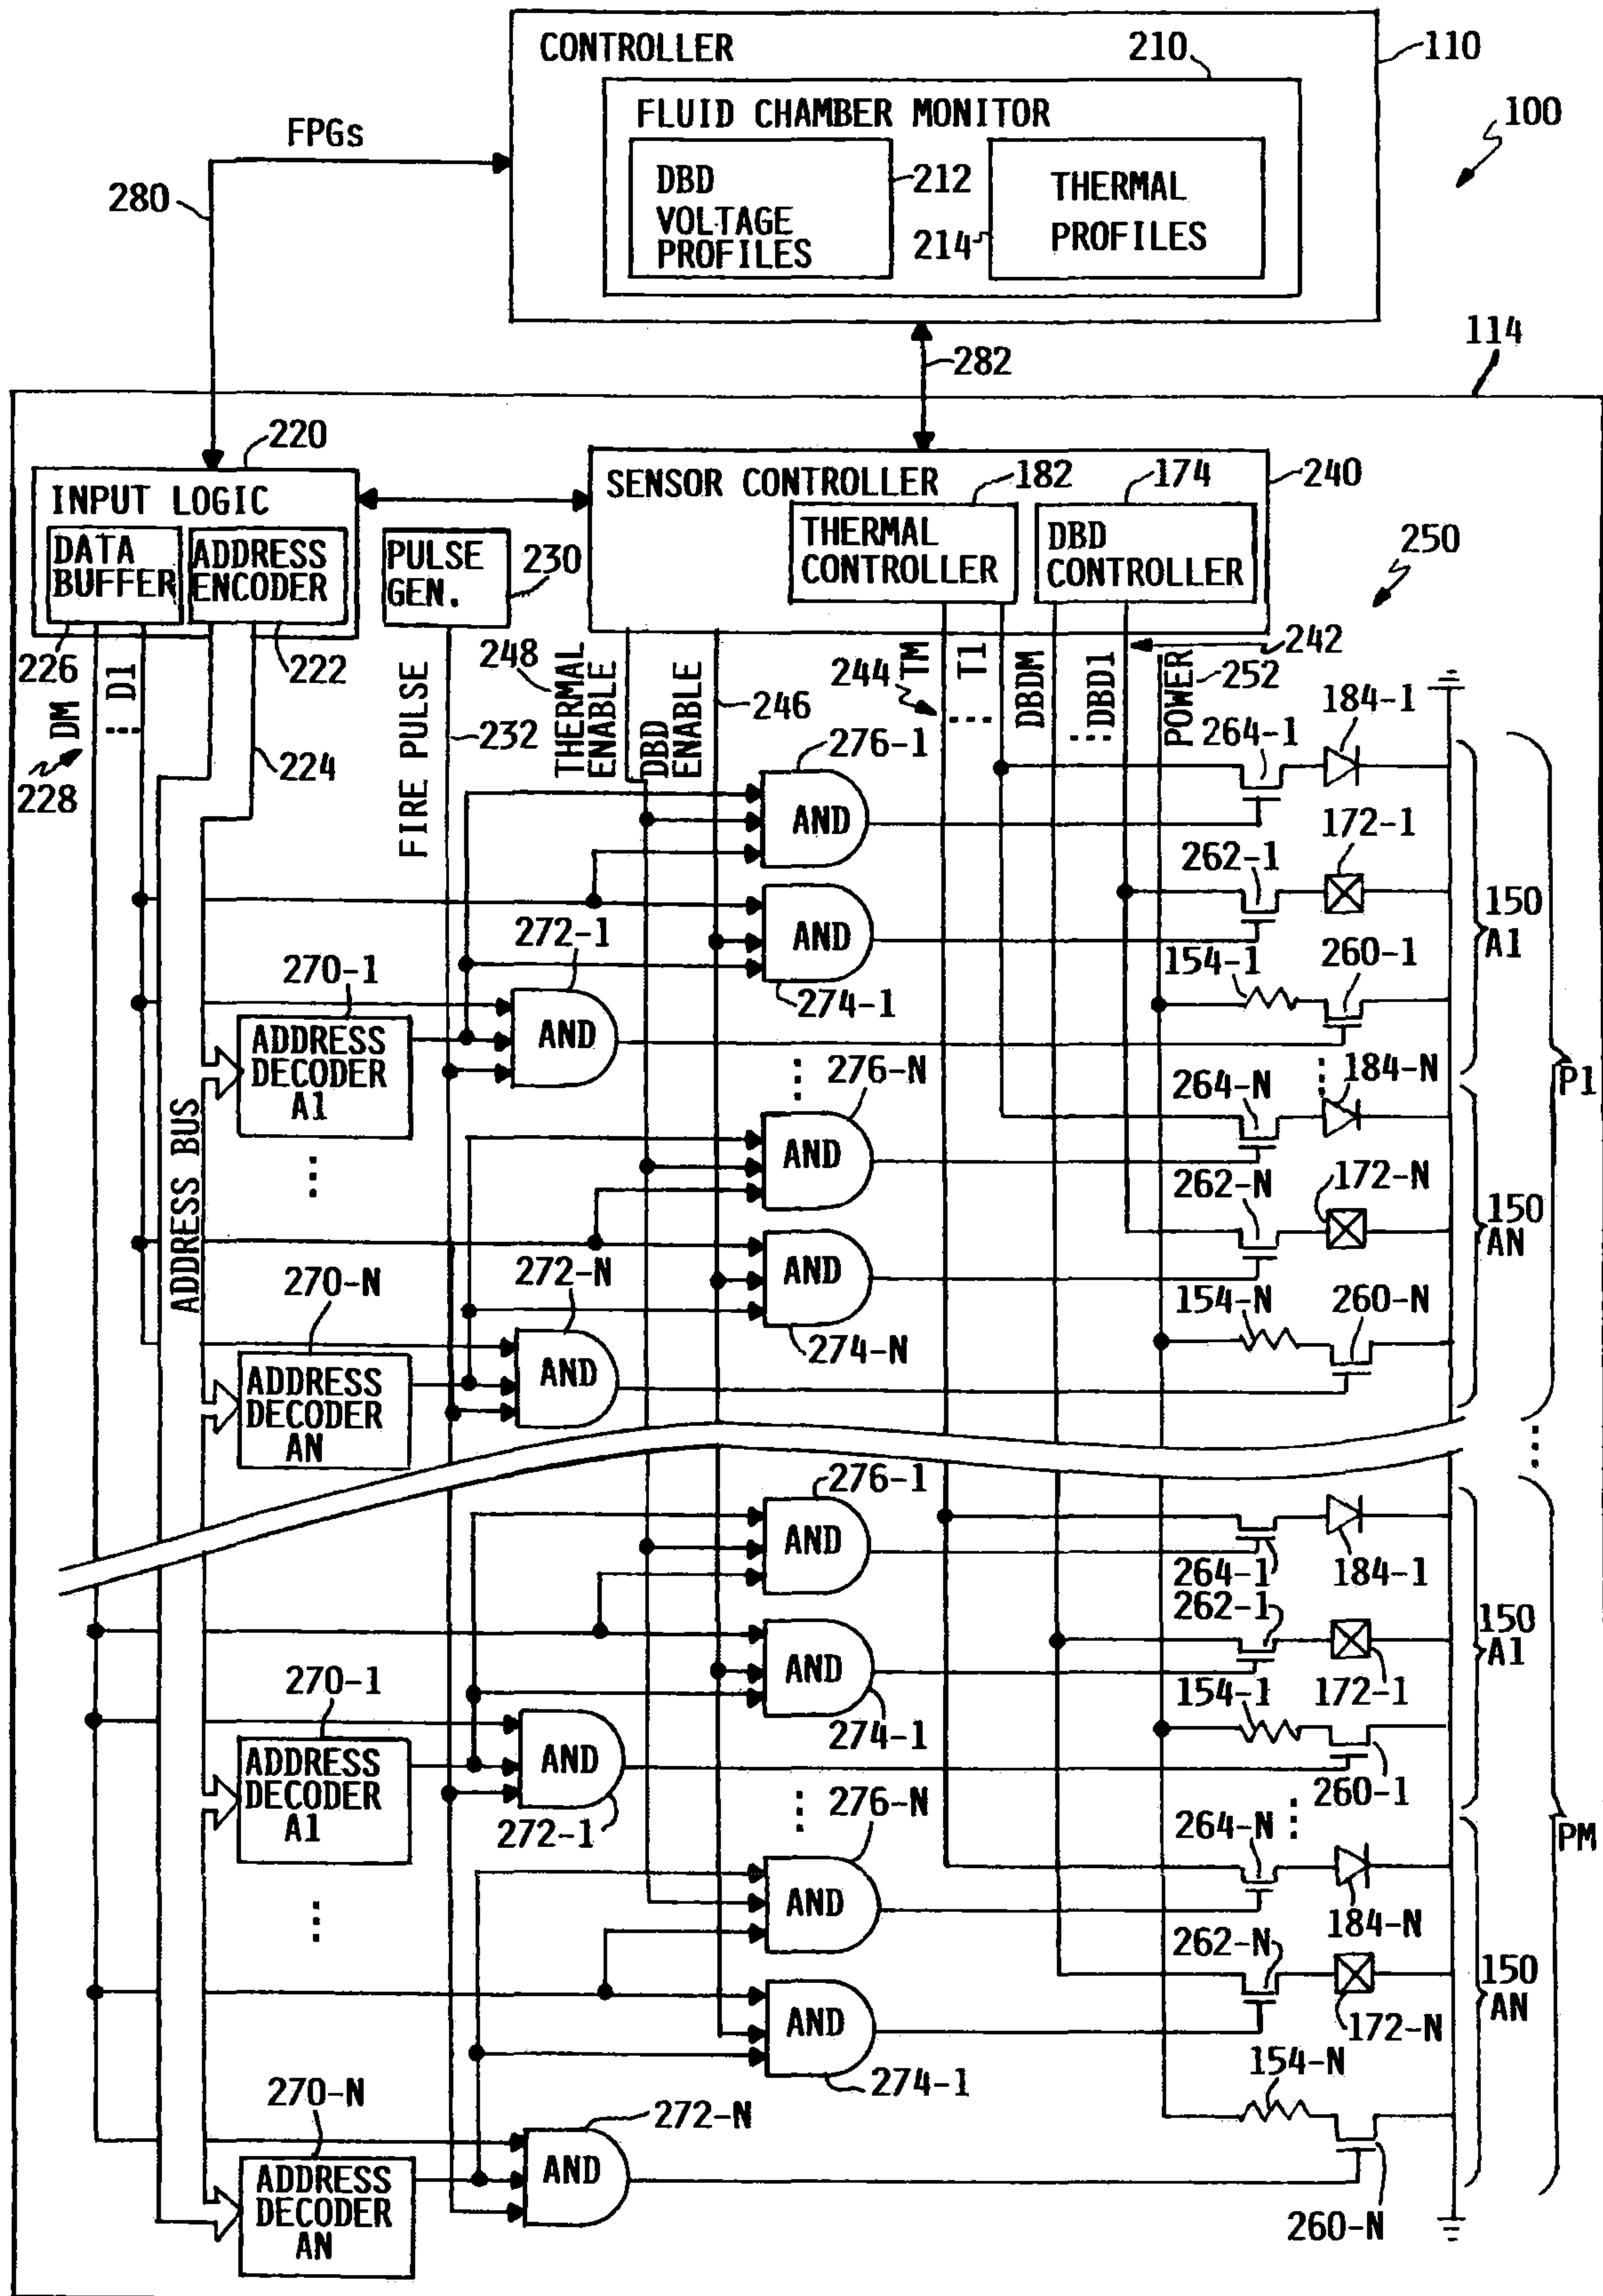 CONTROLLER
210
110
FLUID CHAMBER MONITOR
100
FPGs
DBD
VOLTAGE
PROFILES
212
THERMAL
PROFILES
214
280
282
114
220
INPUT LOGIC
DATA
BUFFER
ADDRESS
ENCODER
PULSE
GEN.
230
SENSOR CONTROLLER
182
174
240
THERMAL
CONTROLLER
DBD
CONTROLLER
250
226
222
DM
D1
228
224
FIRE PULSE
232
248
THERMAL
ENABLE
DBD
ENABLE
246
244
TM
T1
DBDM
DBD1
242
POWER
252
276-1
264-1
184-1
AND
172-1
262-1
150
A1
272-1
AND
274-1
154-1
260-1
270-1
ADDRESS
DECODER
A1
AND
P1
276-N
264-N
184-N
AND
ADDRESS BUS
262-N
172-N
150
AN
272-N
AND
274-N
154-N
260-N
270-N
ADDRESS
DECODER
AN
AND
276-1
AND
264-1
184-1
262-1
150
A1
AND
274-1
172-1
154-1
270-1
ADDRESS
DECODER
A1
AND
272-1
260-1
PM
276-N
264-N
AND
184-N
262-N
150
AN
AND
274-1
172-N
154-N
270-N
272-N
ADDRESS
DECODER
AN
AND
260-N